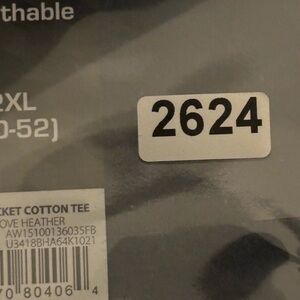 thable
2XL
0-52)
2624
CKET COTTON TEE
OVE HEATHER
AW15100136035FB
U3418BHA64K1021
70 80406 4